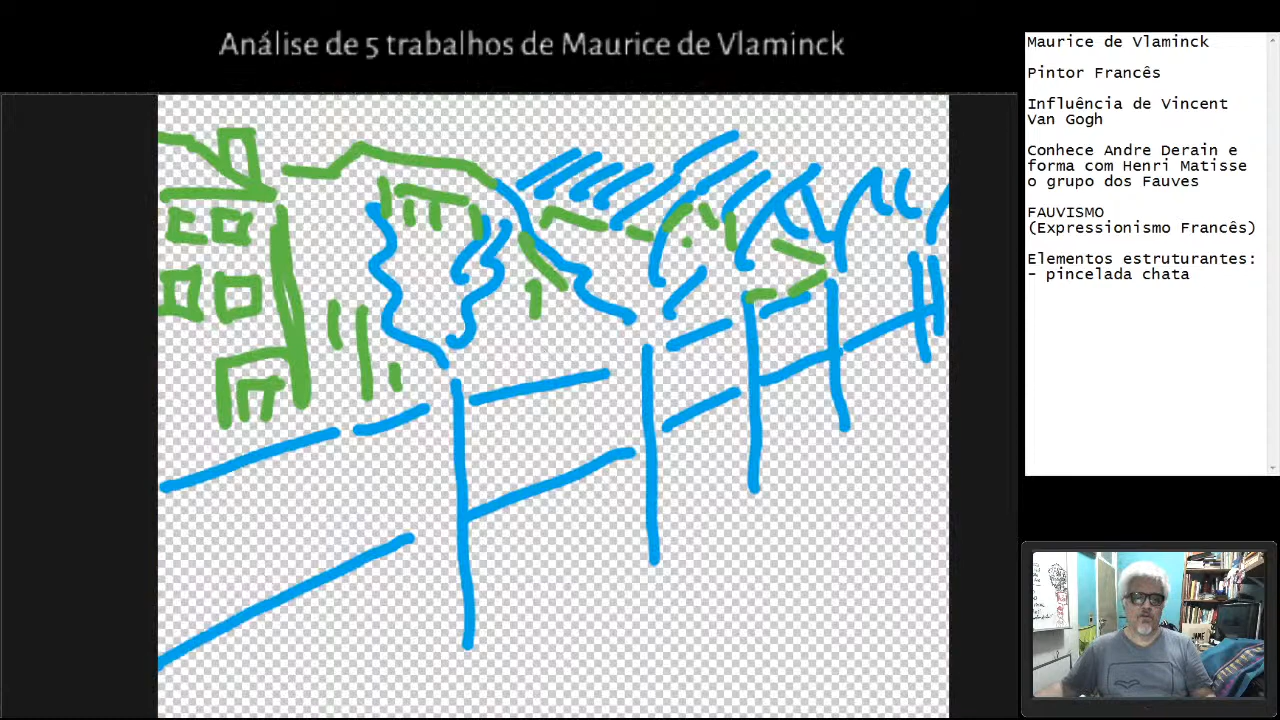 Análise de 5 trabalhos de Maurice de Vlaminck
Maurice de Vlaminck
Pintor Francês
Influência de Vincent
Van Gogh
Conhece Andre Derain e
forma com Henri Matisse
o grupo dos Fauves
FAUVISMO
(Expressionismo Francês)
Elementos estruturantes:
- pincelada chata